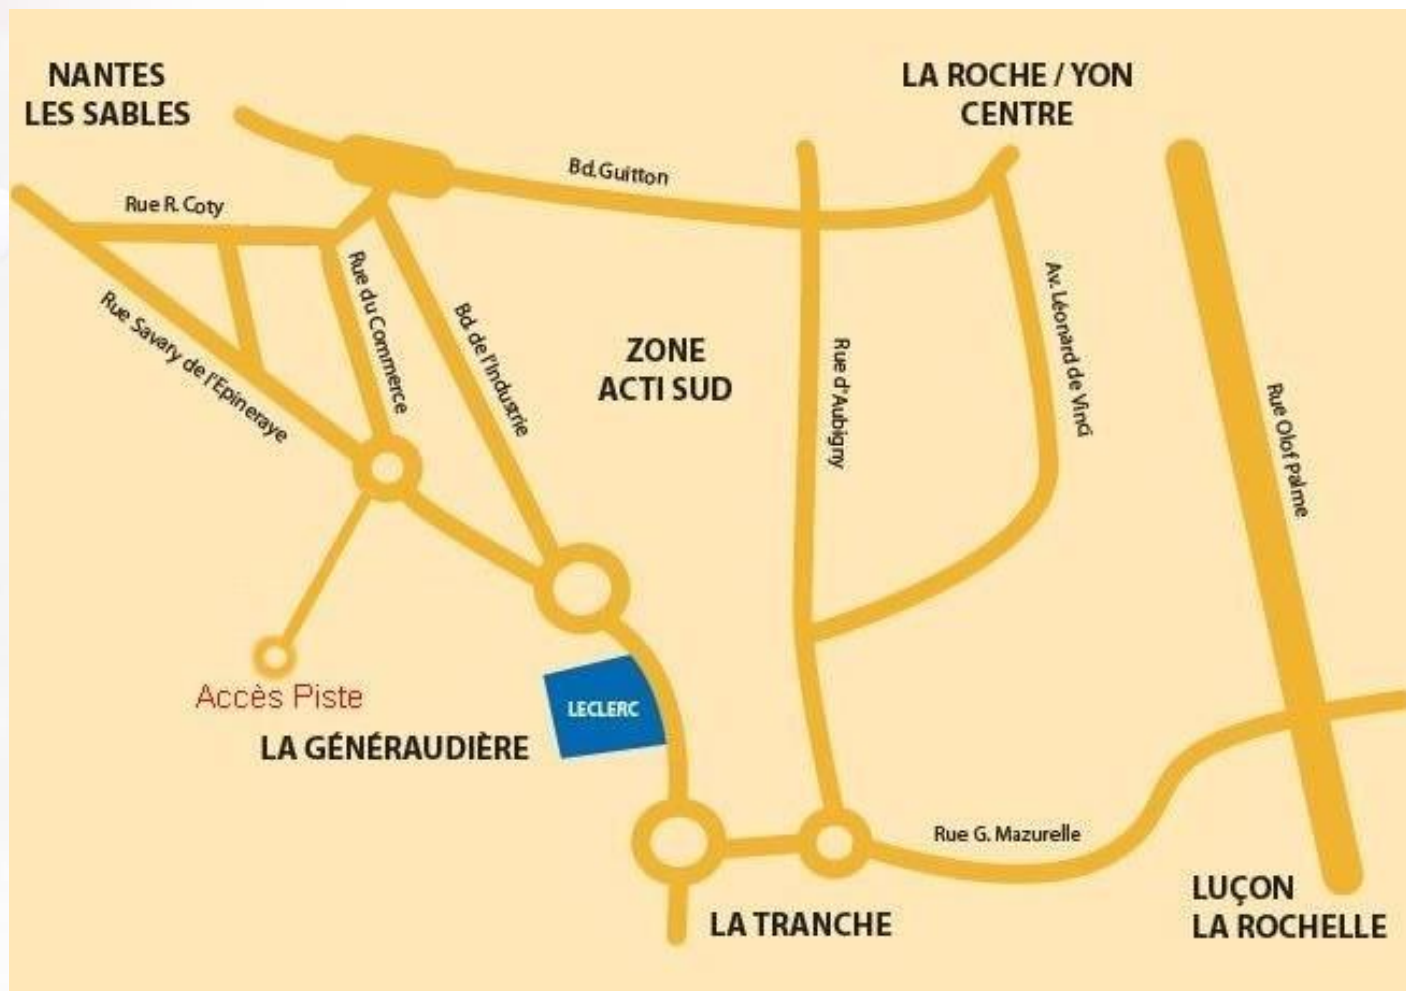 NANTES
LES SABLES
LA ROCHE / YON
CENTRE
Bd. Guitton
Rue R. Coty
Rue du Commerce
Rue Savary de l'Epineraye
Bd. de l'Industrie
ZONE
ACTI SUD
Rue d'Aubigny
Av. Léonard de Vinci
Rue Olof Palme
Accès Piste
LECLERC
LA GÉNÉRAUDIÈRE
Rue G. Mazurelle
LA TRANCHE
LUÇON
LA ROCHELLE